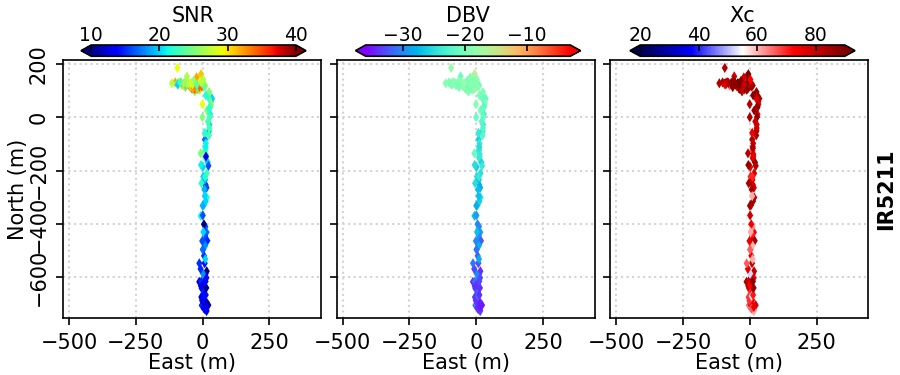 SNR DBV Xc
10 20 30 40 −30 −20 −10 20 40 60 80
200
0
−200
−400
−600
North (m)
IR5211
−500 −250 0 250 −500 −250 0 250 −500 −250 0 250
East (m) East (m) East (m)